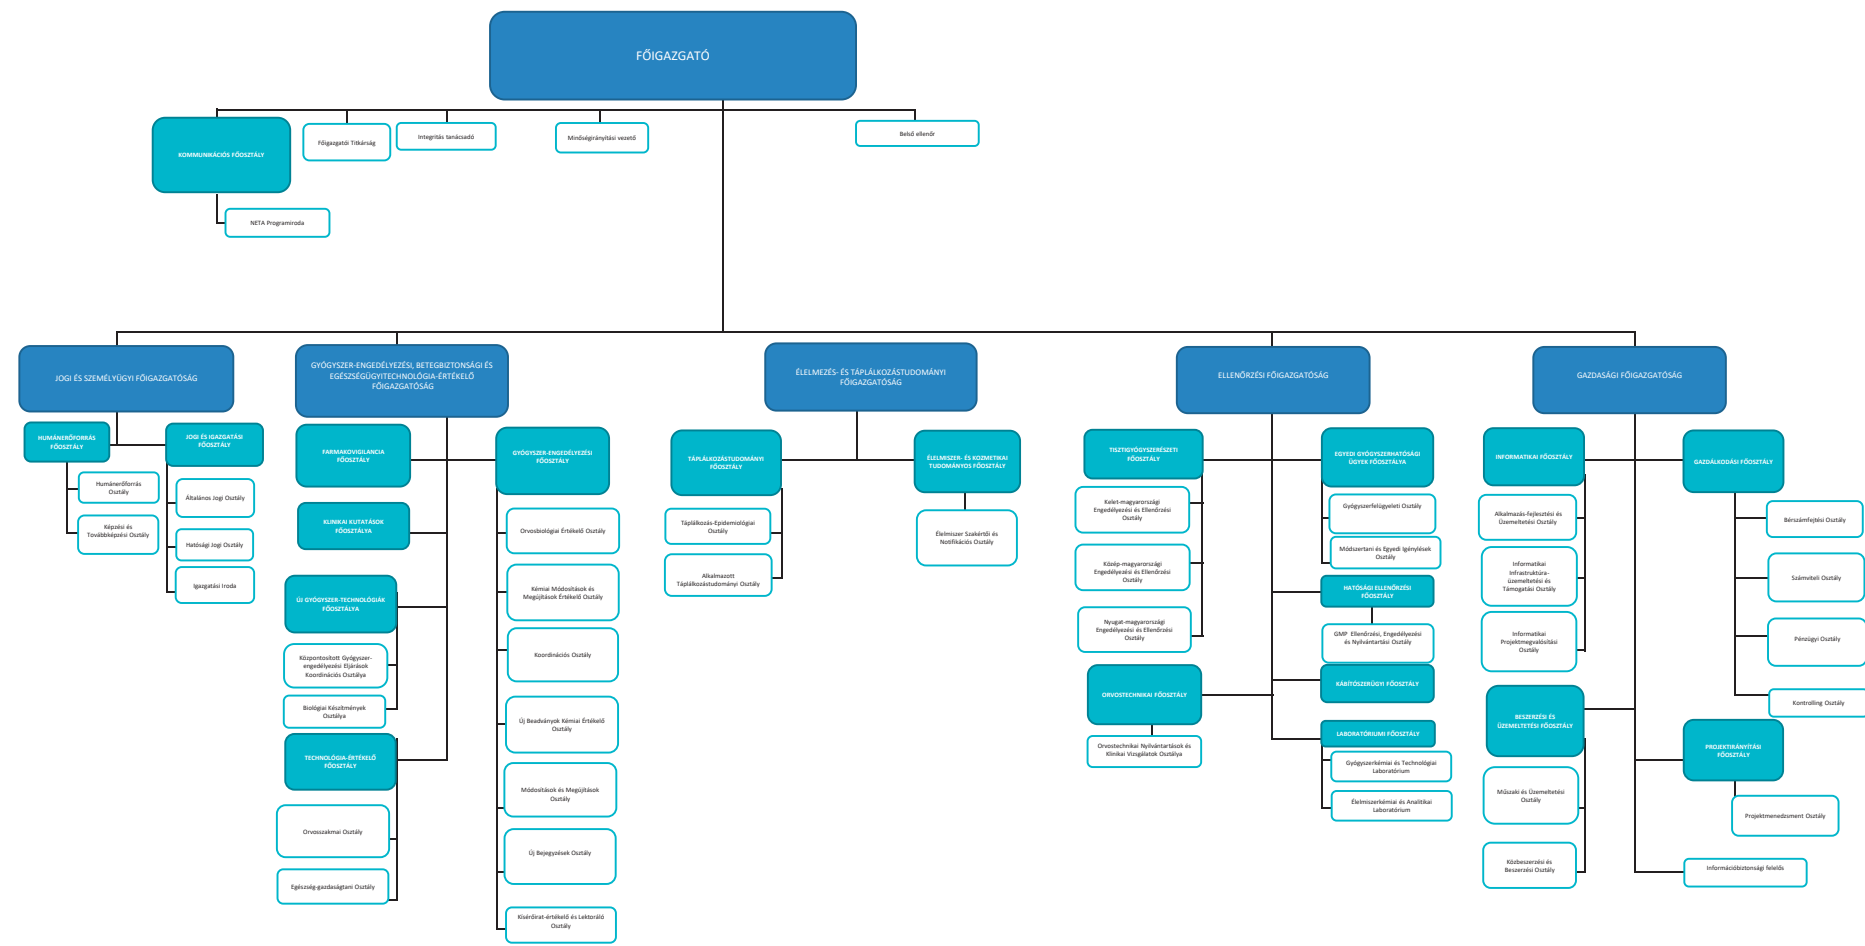 FŐIGAZGATÓ
KOMMUNIKÁCIÓS FŐOSZTÁLY
Főigazgatói Titkárság
Integritás tanácsadó
Minőségirányítási vezető
Belső ellenőr
NETA Programiroda
JOGI ÉS SZEMÉLYÜGYI FŐIGAZGATÓSÁG
HUMÁNERŐFORRÁS
FŐOSZTÁLY
JOGI ÉS IGAZGATÁSI
FŐOSZTÁLY
Humánerőforrás
Osztály
Képzési és
Továbbképzési Osztály
Általános Jogi Osztály
Hatósági Jogi Osztály
Igazgatási Iroda
GYÓGYSZER-ENGEDÉLYEZÉSI, BETEGBIZTONSÁGI ÉS
EGÉSZSÉGÜGYITECHNOLÓGIA-ÉRTÉKELŐ
FŐIGAZGATÓSÁG
FARMAKOVIGILANCIA
FŐOSZTÁLY
KLINIKAI KUTATÁSOK
FŐOSZTÁLYA
ÚJ GYÓGYSZER-TECHNOLÓGIÁK
FŐOSZTÁLYA
Központosított Gyógyszer-
engedélyezési Eljárások
Koordinációs Osztálya
Biológiai Készítmények
Osztálya
TECHNOLÓGIA-ÉRTÉKELŐ
FŐOSZTÁLY
Orvosszakmai Osztály
Egészség-gazdaságtani Osztály
GYÓGYSZER-ENGEDÉLYEZÉSI
FŐOSZTÁLY
Orvosbiológiai Értékelő Osztály
Kémiai Módosítások és
Megújítások Értékelő Osztály
Koordinációs Osztály
Új Beadványok Kémiai Értékelő
Osztály
Módosítások és Megújítások
Osztály
Új Bejegyzések Osztály
Kísérőirat-értékelő és Lektoráló
Osztály
ÉLELMEZÉS- ÉS TÁPLÁLKOZÁSTUDOMÁNYI
FŐIGAZGATÓSÁG
TÁPLÁLKOZÁSTUDOMÁNYI
FŐOSZTÁLY
Táplálkozás-Epidemiológiai
Osztály
Alkalmazott
Táplálkozástudományi Osztály
ÉLELMISZER- ÉS KOZMETIKAI
TUDOMÁNYOS FŐOSZTÁLY
Élelmiszer Szakértői és
Notifikációs Osztály
ELLENŐRZÉSI FŐIGAZGATÓSÁG
TISZTIGYÓGYSZERÉSZETI
FŐOSZTÁLY
Kelet-magyarországi
Engedélyezési és Ellenőrzési
Osztály
Közép-magyarországi
Engedélyezési és Ellenőrzési
Osztály
Nyugat-magyarországi
Engedélyezési és Ellenőrzési
Osztály
ORVOSTECHNIKAI FŐOSZTÁLY
Orvostechnikai Nyilvántartások és
Klinikai Vizsgálatok Osztálya
EGYEDI GYÓGYSZERHATÓSÁGI
ÜGYEK FŐOSZTÁLYA
Gyógyszerfelügyeleti Osztály
Módszertani és Egyedi Igénylések
Osztály
HATÓSÁGI ELLENŐRZÉSI
FŐOSZTÁLY
GMP Ellenőrzési, Engedélyezési
és Nyilvántartási Osztály
KÁBÍTÓSZERÜGYI FŐOSZTÁLY
LABORATÓRIUMI FŐOSZTÁLY
Gyógyszerkémiai és Technológiai
Laboratórium
Élelmiszerkémiai és Analitikai
Laboratórium
GAZDASÁGI FŐIGAZGATÓSÁG
INFORMATIKAI FŐOSZTÁLY
Alkalmazás-fejlesztési és
Üzemeltetési Osztály
Informatikai
Infrastruktúra-
üzemeltetési és
Támogatási Osztály
Informatikai
Projektmegvalósítási
Osztály
BESZERZÉSI ÉS
ÜZEMELTETÉSI FŐOSZTÁLY
Műszaki és Üzemeltetési
Osztály
Közbeszerzési és
Beszerzési Osztály
GAZDÁLKODÁSI FŐOSZTÁLY
Bérszámfejtési Osztály
Számviteli Osztály
Pénzügyi Osztály
Kontrolling Osztály
PROJEKTIRÁNYÍTÁSI
FŐOSZTÁLY
Projektmenedzsment Osztály
Információbiztonsági felelős